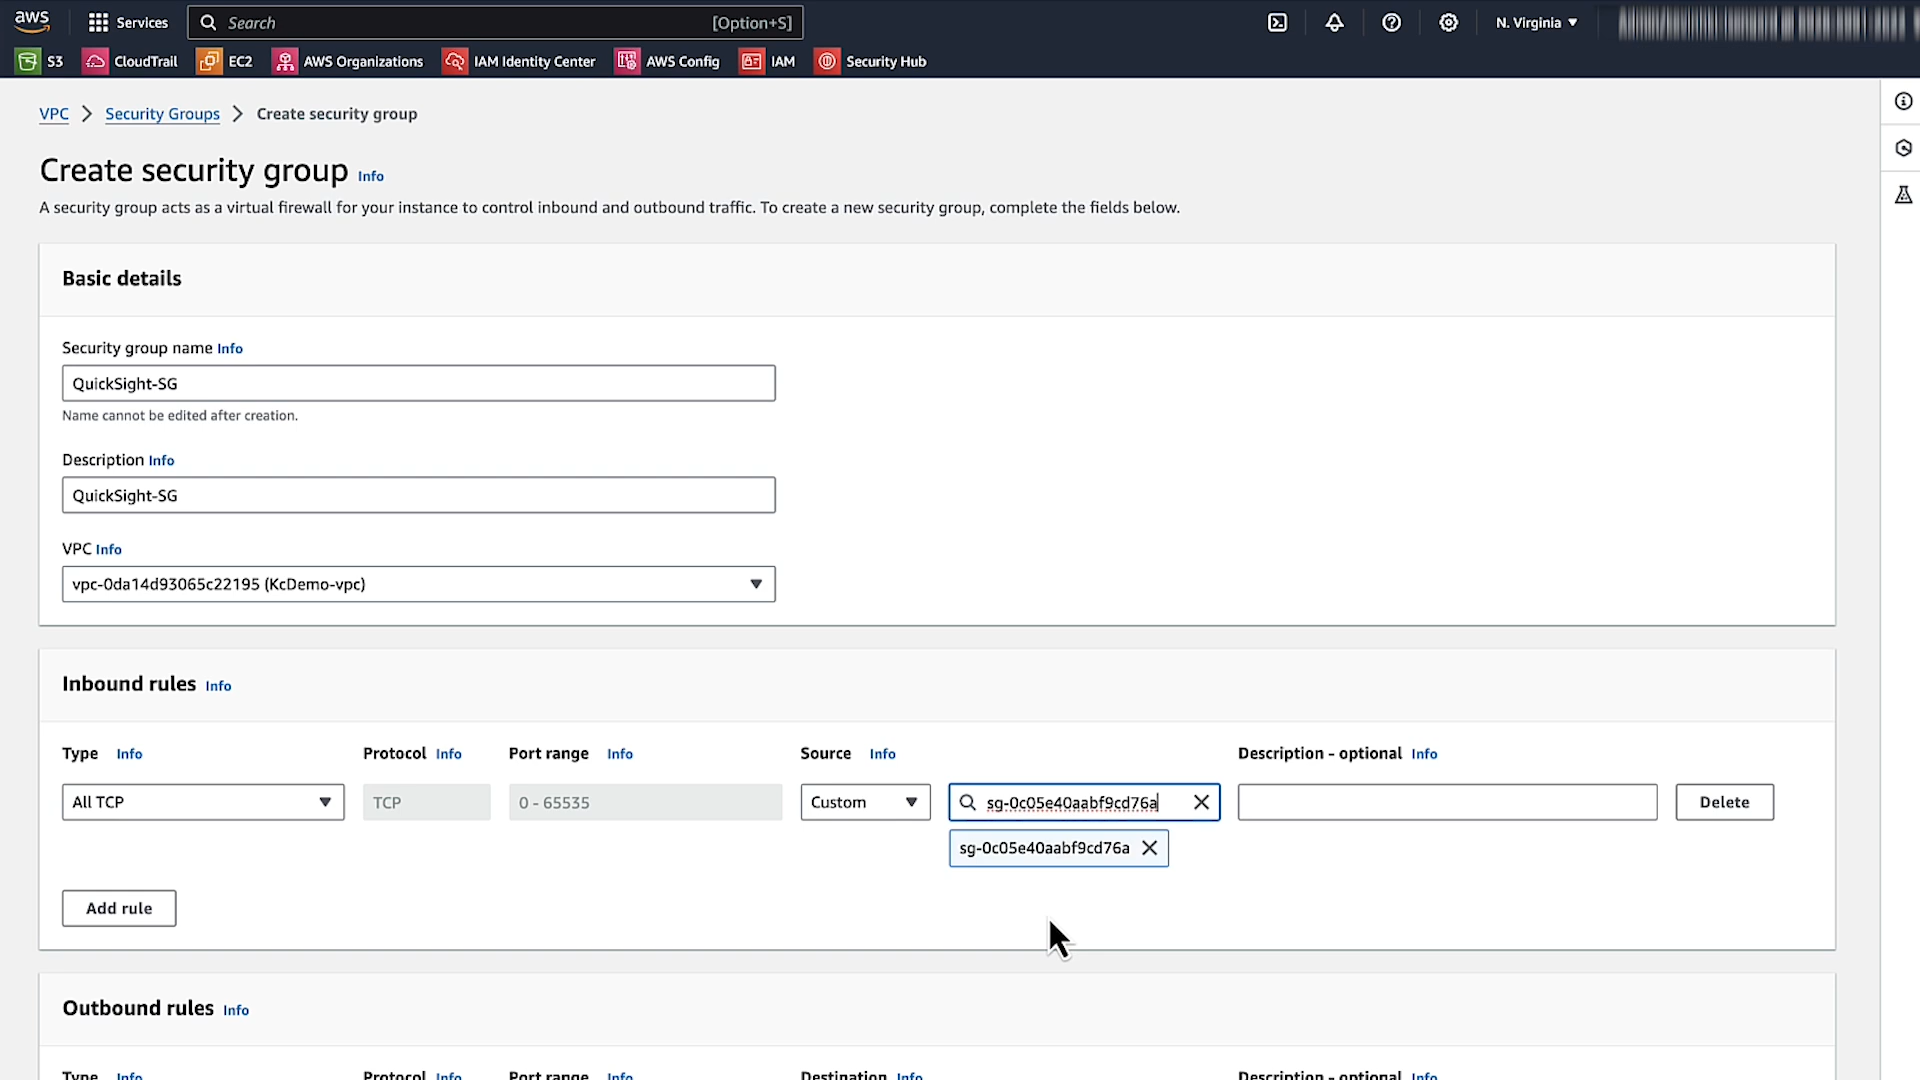 aws
Services
Search
[Option+S]
N. Virginia
S3
CloudTrail
EC2
AWS Organizations
IAM Identity Center
AWS Config
IAM
Security Hub
VPC
Security Groups
Create security group
Create security group Info
A security group acts as a virtual firewall for your instance to control inbound and outbound traffic. To create a new security group, complete the fields below.
Basic details
Security group name Info
QuickSight-SG
Name cannot be edited after creation.
Description Info
QuickSight-SG
VPC Info
vpc-0da14d93065c22195 (KcDemo-vpc)
Inbound rules Info
Type Info
Protocol Info
Port range Info
Source Info
Description - optional Info
All TCP
TCP
0 - 65535
Custom
sg-0c05e40aabf9cd76a
Delete
sg-0c05e40aabf9cd76a
Add rule
Outbound rules Info
Type Info
Protocol Info
Port range Info
Destination Info
Description - optional Info